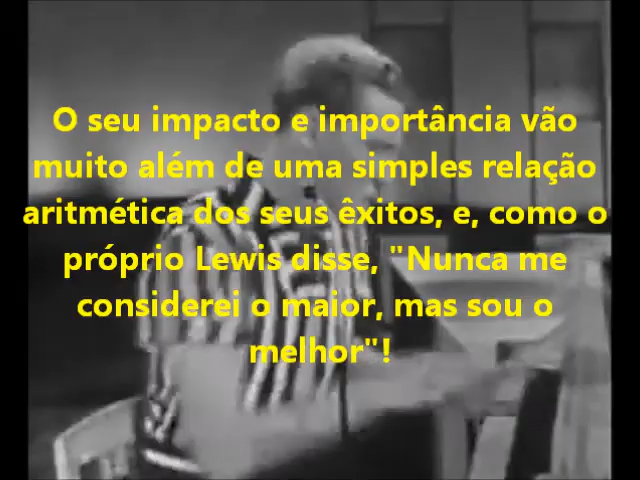 O seu impacto e importância vão
muito além de uma simples relação
aritmética dos seus êxitos, e, como o
próprio Lewis disse, "Nunca me
considerei o maior, mas sou o
melhor"!